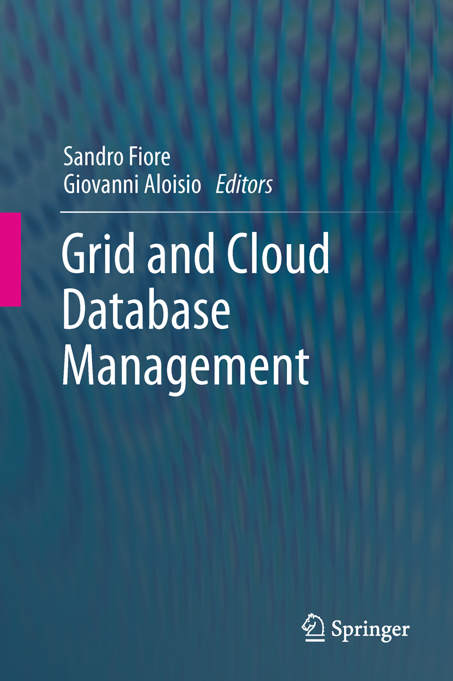 Sandro Fiore
Giovanni Aloisio Editors
Grid and Cloud
Database
Management
Springer